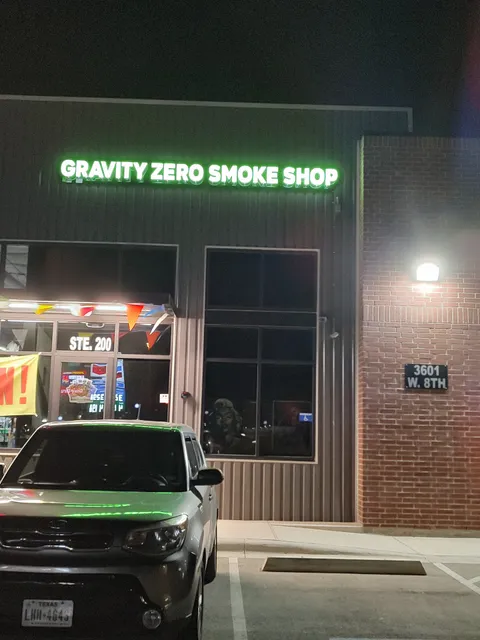 GRAVITY ZERO SMOKE SHOP
STE. 200
N!
3601
W. 8TH
TEXAS